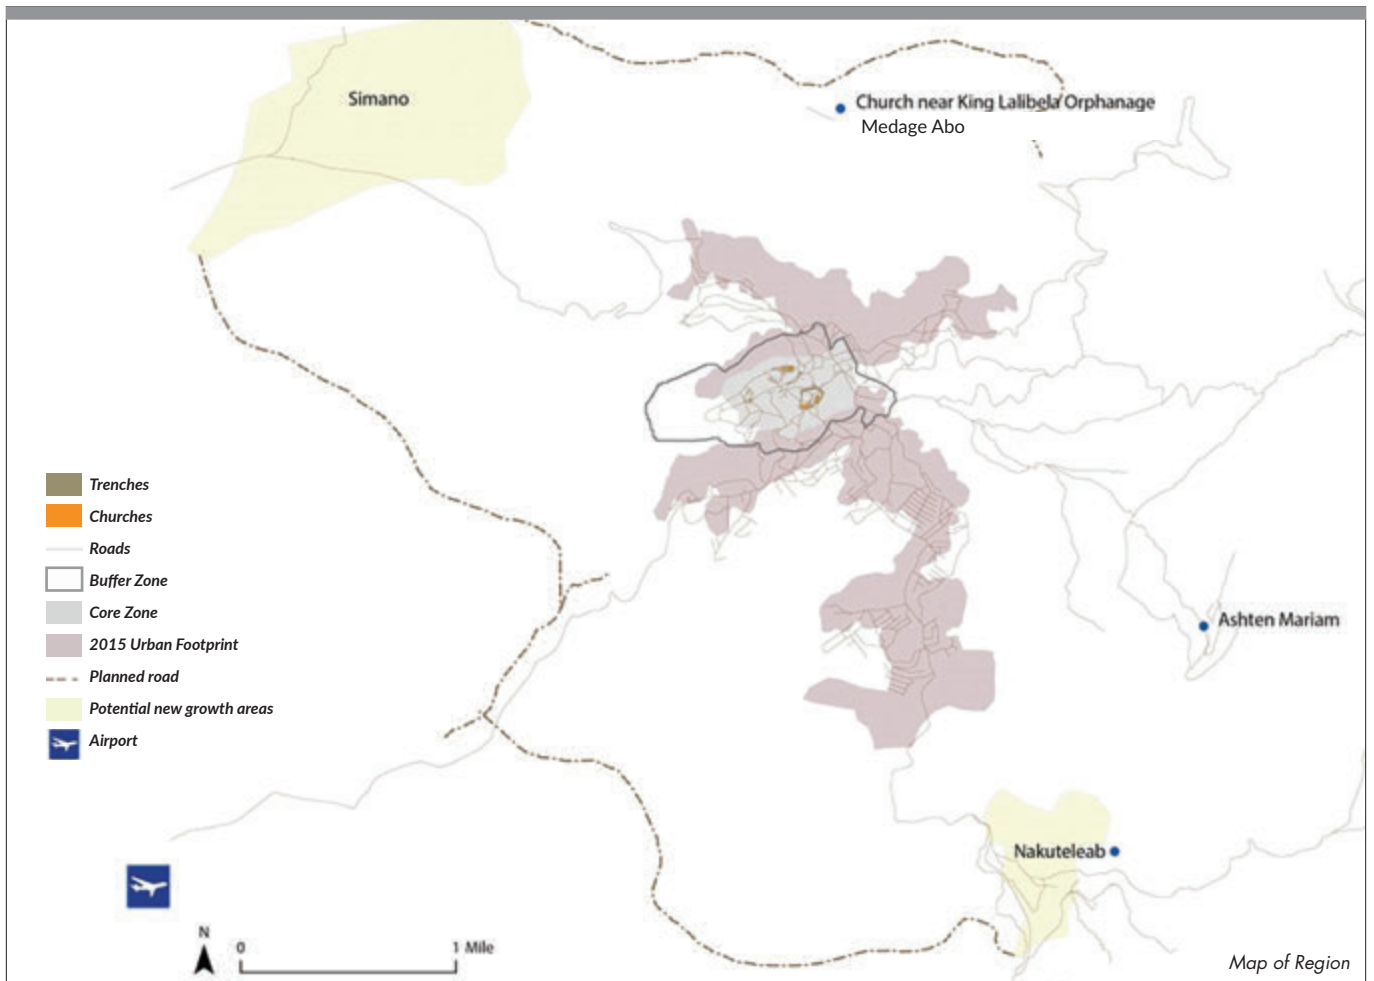 Simano
Church near King Lalibela Orphanage
Medage Abo
Trenches
Churches
Roads
Buffer Zone
Core Zone
2015 Urban Footprint
Planned road
Potential new growth areas
Airport
Ashten Mariam
Nakuteleab
N
0 1 Mile
Map of Region